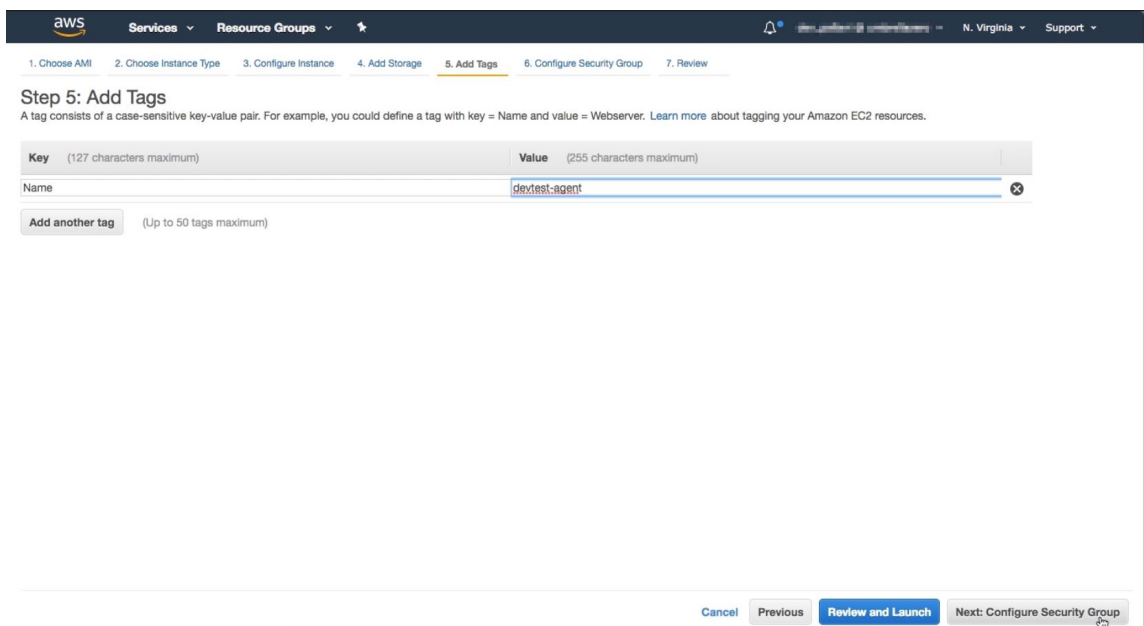 aws Services Resource Groups N. Virginia Support
1. Choose AMI 2. Choose Instance Type 3. Configure Instance 4. Add Storage 5. Add Tags 6. Configure Security Group 7. Review
Step 5: Add Tags
A tag consists of a case-sensitive key-value pair. For example, you could define a tag with key = Name and value = Webserver. Learn more about tagging your Amazon EC2 resources.
Key (127 characters maximum) Value (255 characters maximum)
Name devtest-agent
Add another tag (Up to 50 tags maximum)
Cancel Previous Review and Launch Next: Configure Security Group